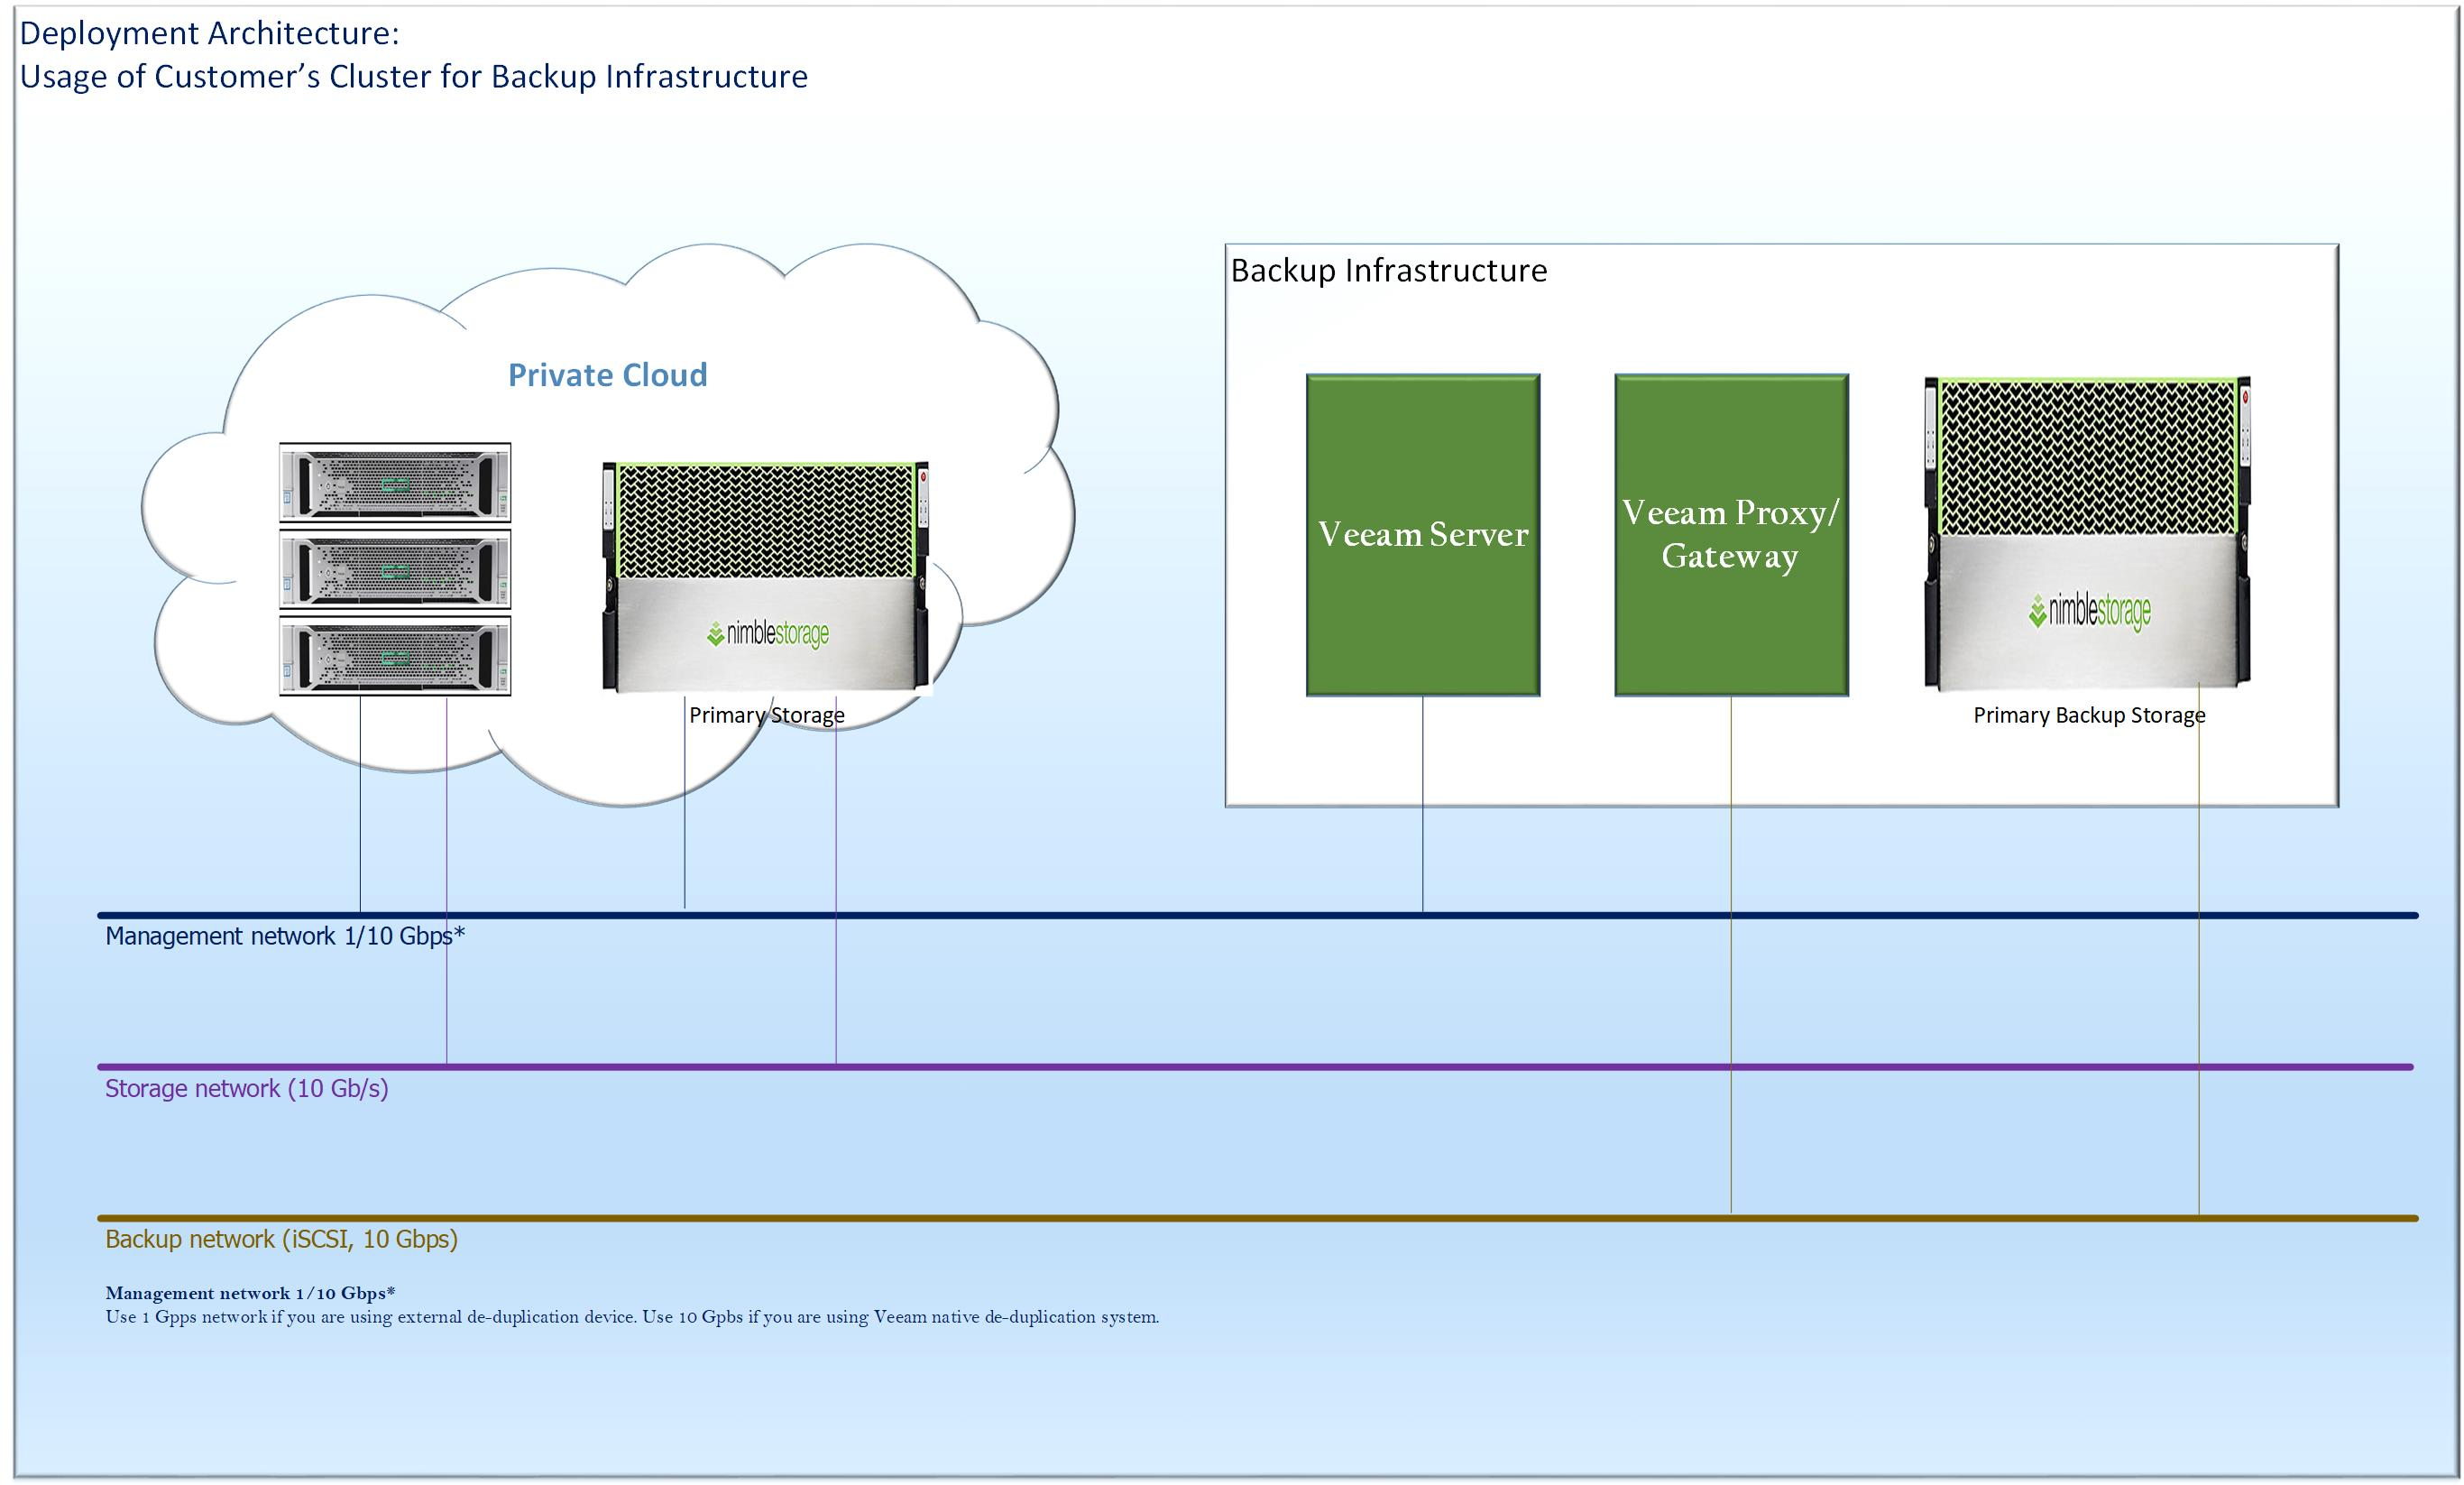 Deployment Architecture:
Usage of Customer’s Cluster for Backup Infrastructure
Private Cloud
nimblestorage
Primary Storage
Backup Infrastructure
Veeam Server
Veeam Proxy/
Gateway
nimblestorage
Primary Backup Storage
Management network 1/10 Gbps*
Storage network (10 Gb/s)
Backup network (iSCSI, 10 Gbps)
Management network 1/10 Gbps*
Use 1 Gpps network if you are using external de-duplication device. Use 10 Gpbs if you are using Veeam native de-duplication system.